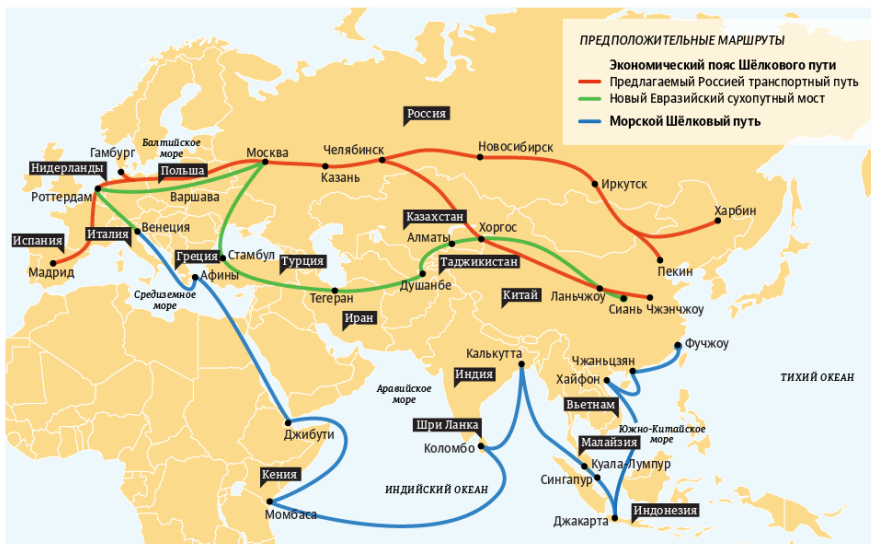 ПРЕДПОЛОЖИТЕЛЬНЫЕ МАРШРУТЫ
Экономический пояс Шёлкового пути
Предлагаемый Россией транспортный путь
Новый Евразийский сухопутный мост
Морской Шёлковый путь
Россия
Балтийское
море
Гамбург
Москва
Челябинск
Новосибирск
Нидерланды
Польша
Казань
Иркутск
Роттердам
Варшава
Харбин
Казахстан
Испания
Италия
Венеция
Алматы
Хоргос
Мадрид
Греция
Стамбул
Турция
Таджикистан
Пекин
Афины
Душанбе
Средиземное
море
Тегеран
Китай
Ланьчжоу
Сиань
Чжэнчжоу
Иран
Фучжоу
Калькутта
Чжаньцзян
Индия
Хайфон
ТИХИЙ ОКЕАН
Аравийское
море
Вьетнам
Джибути
Шри Ланка
Южно-Китайское
море
Коломбо
Малайзия
Куала-Лумпур
Кения
Сингапур
ИНДИЙСКИЙ ОКЕАН
Момбаса
Джакарта
Индонезия